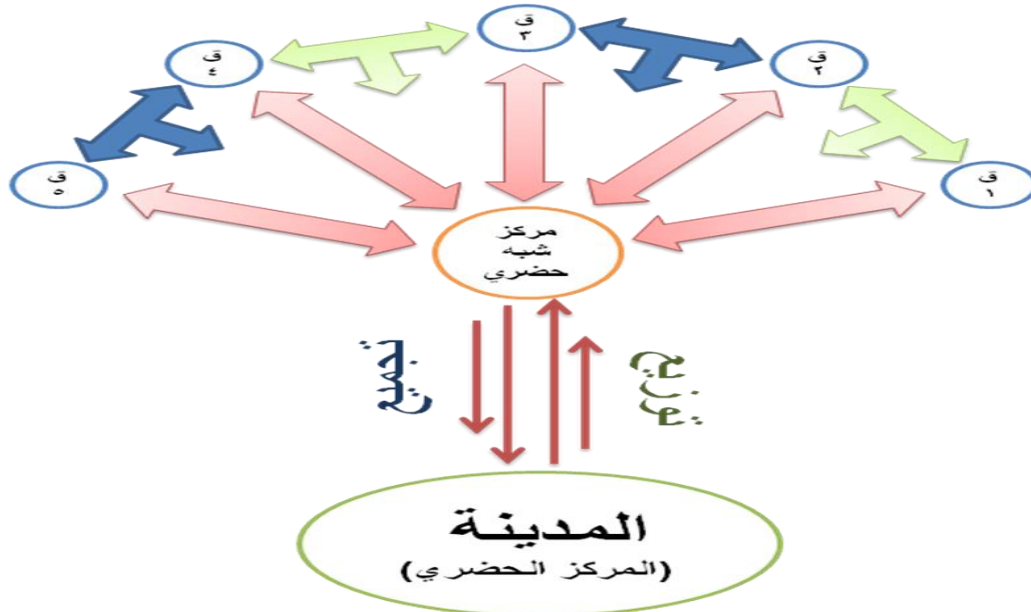 ق
٣
ق
٢
ق
٤
ق
١
ق
٥
مركز
شبه
حضري
توزيع
تجميع
المدينة
(المركز الحضري)